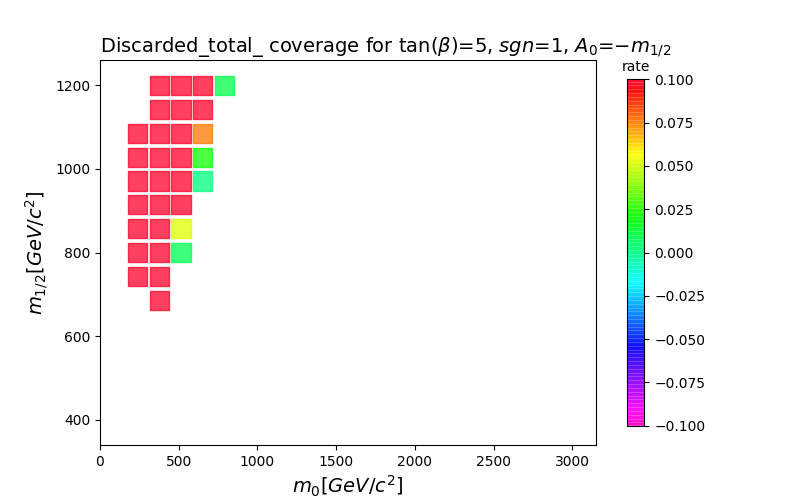 Discarded_total_ coverage for tan(β)=5, sgn=1, A₀=−m₁/₂
rate
0.100
0.075
0.050
0.025
0.000
−0.025
−0.050
−0.075
−0.100
1200
1000
800
600
400
m₁/₂[GeV/c²]
0 500 1000 1500 2000 2500 3000
m₀[GeV/c²]